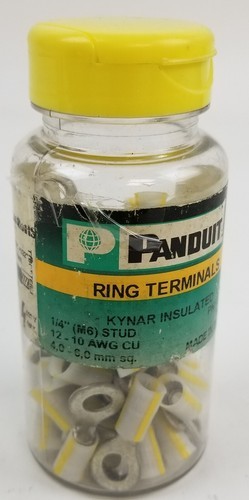 P PANDUIT
RING TERMINALS
KYNAR INSULATED
1/4" (M6) STUD
12 - 10 AWG CU
4,0 - 6,0 mm sq.
MADE